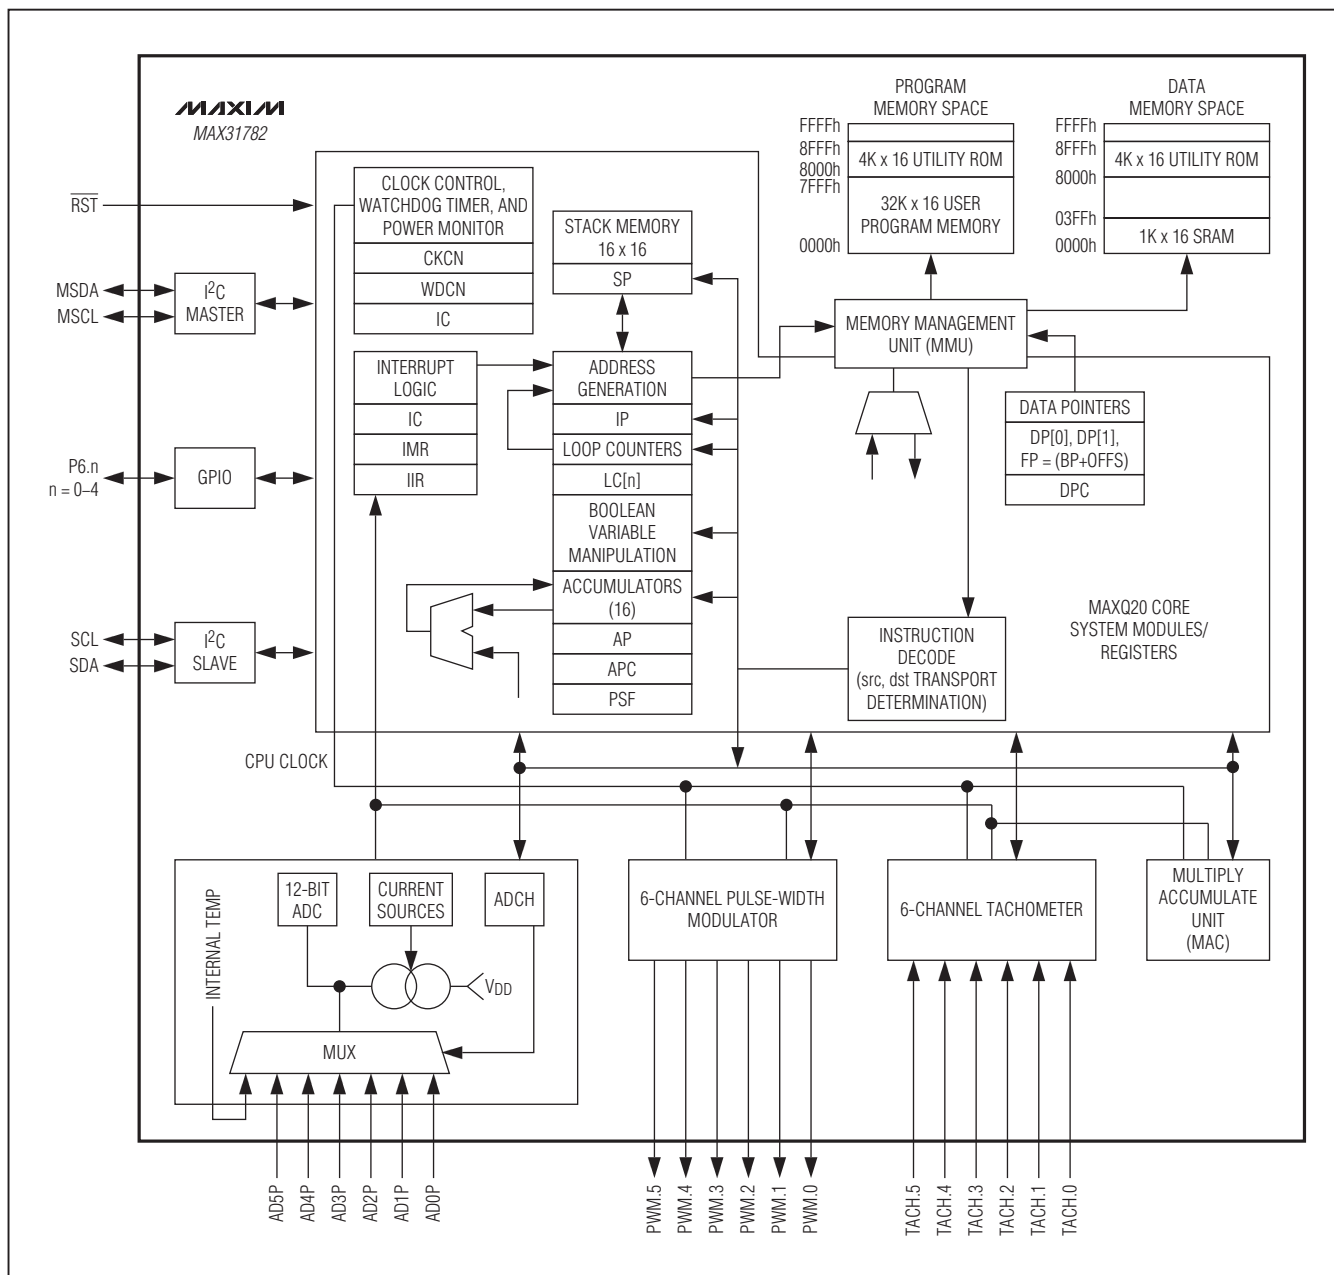 MAXIM
MAX31782
PROGRAM
MEMORY SPACE
FFFFh
8FFFh
4K x 16 UTILITY ROM
8000h
7FFFh
32K x 16 USER
PROGRAM MEMORY
0000h
DATA
MEMORY SPACE
FFFFh
8FFFh
4K x 16 UTILITY ROM
8000h
03FFh
1K x 16 SRAM
0000h
RST
MSDA
MSCL
I2C
MASTER
P6.n
n = 0–4
GPIO
SCL
SDA
I2C
SLAVE
CLOCK CONTROL,
WATCHDOG TIMER, AND
POWER MONITOR
CKCN
WDCN
IC
INTERRUPT
LOGIC
IC
IMR
IIR
STACK MEMORY
16 x 16
SP
ADDRESS
GENERATION
IP
LOOP COUNTERS
LC[n]
BOOLEAN
VARIABLE
MANIPULATION
ACCUMULATORS
(16)
AP
APC
PSF
MEMORY MANAGEMENT
UNIT (MMU)
DATA POINTERS
DP[0], DP[1],
FP = (BP+OFFS)
DPC
INSTRUCTION
DECODE
(src, dst TRANSPORT
DETERMINATION)
MAXQ20 CORE
SYSTEM MODULES/
REGISTERS
CPU CLOCK
INTERNAL TEMP
12-BIT
ADC
CURRENT
SOURCES
ADCH
VDD
MUX
AD5P
AD4P
AD3P
AD2P
AD1P
AD0P
6-CHANNEL PULSE-WIDTH
MODULATOR
PWM.5
PWM.4
PWM.3
PWM.2
PWM.1
PWM.0
6-CHANNEL TACHOMETER
TACH.5
TACH.4
TACH.3
TACH.2
TACH.1
TACH.0
MULTIPLY
ACCUMULATE
UNIT
(MAC)